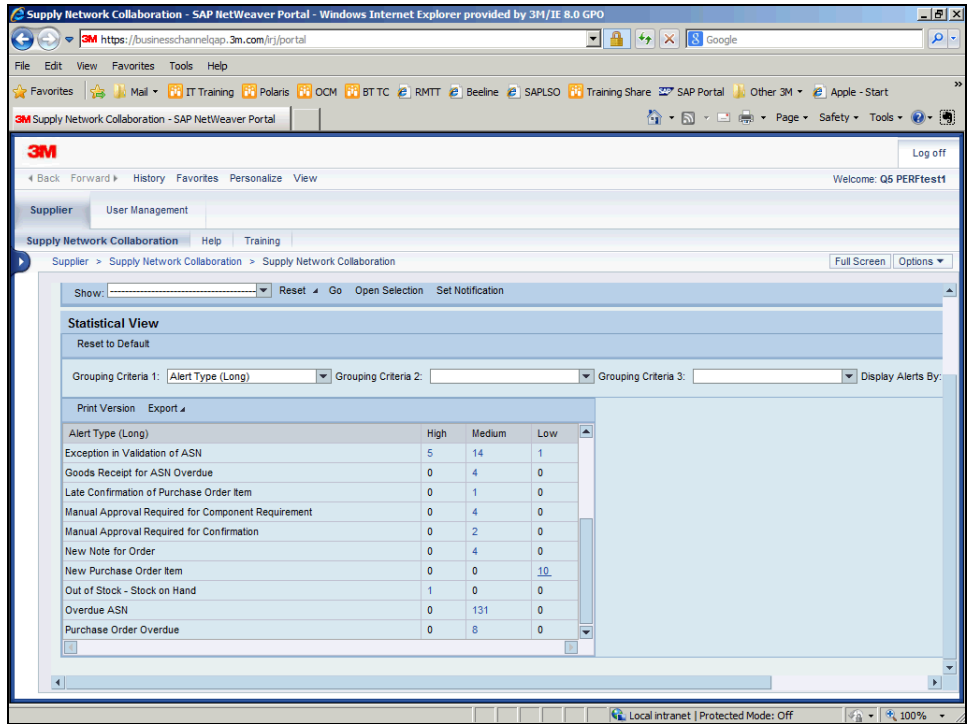 Supply Network Collaboration - SAP NetWeaver Portal - Windows Internet Explorer provided by 3M/IE 8.0 GPO
3M https://businesschannelqap.3m.com/irj/portal Google
File Edit View Favorites Tools Help
Favorites Mail IT Training Polaris OCM BT TC RMTT Beeline SAPLSO Training Share SAP Portal Other 3M Apple - Start »
3M Supply Network Collaboration - SAP NetWeaver Portal Page Safety Tools
3M Log off
Back Forward History Favorites Personalize View Welcome: Q5 PERFtest1
Supplier User Management
Supply Network Collaboration Help Training
Supplier > Supply Network Collaboration > Supply Network Collaboration Full Screen Options
Show: Reset Go Open Selection Set Notification
Statistical View
Reset to Default
Grouping Criteria 1: Alert Type (Long) Grouping Criteria 2: Grouping Criteria 3: Display Alerts By:
Print Version Export
Alert Type (Long) High Medium Low
Exception in Validation of ASN 5 14 1
Goods Receipt for ASN Overdue 0 4 0
Late Confirmation of Purchase Order Item 0 1 0
Manual Approval Required for Component Requirement 0 4 0
Manual Approval Required for Confirmation 0 2 0
New Note for Order 0 4 0
New Purchase Order Item 0 0 10
Out of Stock - Stock on Hand 1 0 0
Overdue ASN 0 131 0
Purchase Order Overdue 0 8 0
Local intranet | Protected Mode: Off 100%